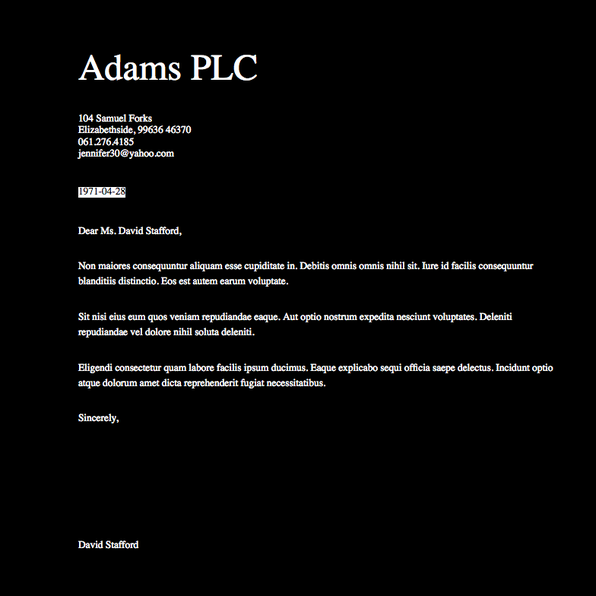 Adams PLC
104 Samuel Forks
Elizabethside, 99636 46370
061.276.4185
jennifer30@yahoo.com
1971-04-28
Dear Ms. David Stafford,
Non maiores consequuntur aliquam esse cupiditate in. Debitis omnis omnis nihil sit. Iure id facilis consequuntur
blanditiis distinctio. Eos est autem earum voluptate.
Sit nisi eius eum quos veniam repudiandae eaque. Aut optio nostrum expedita nesciunt voluptates. Deleniti
repudiandae vel dolore nihil soluta deleniti.
Eligendi consectetur quam labore facilis ipsum ducimus. Eaque explicabo sequi officia saepe delectus. Incidunt optio
atque dolorum amet dicta reprehenderit fugiat necessitatibus.
Sincerely,
David Stafford